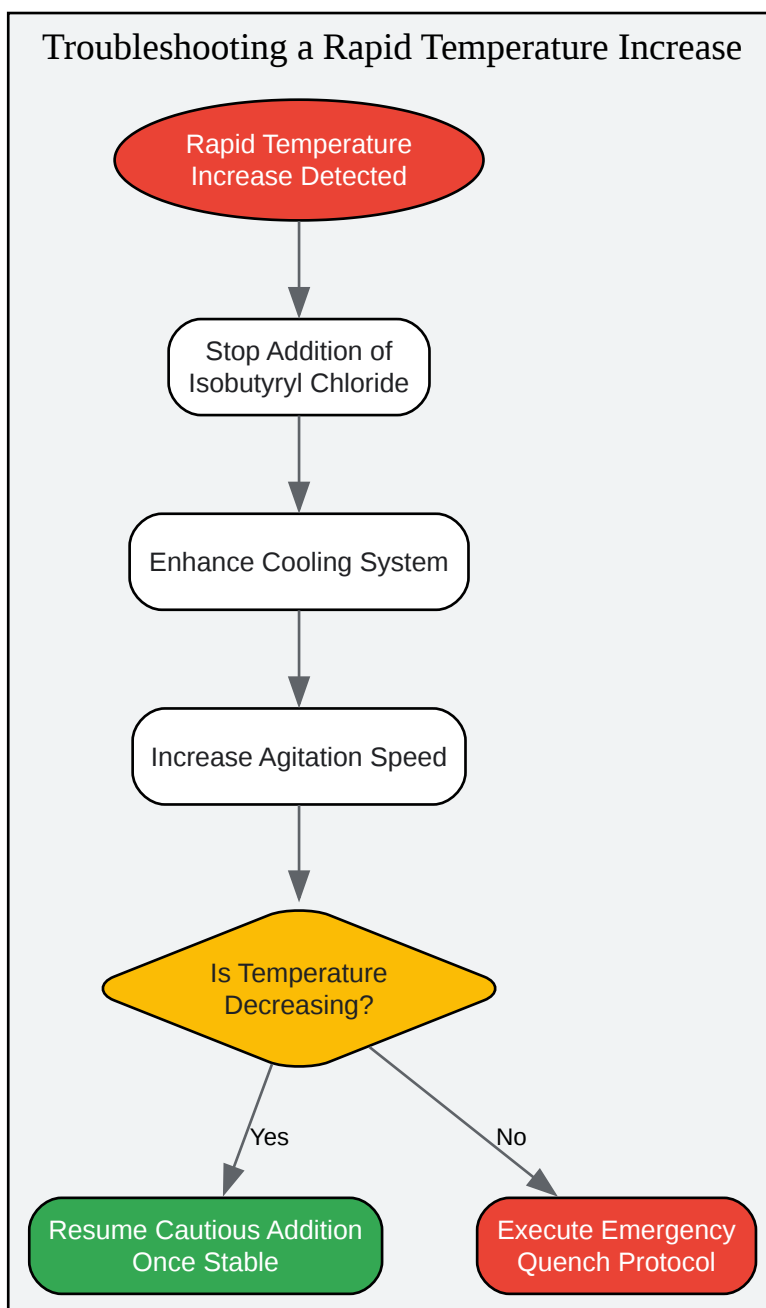 Troubleshooting a Rapid Temperature Increase
Rapid Temperature
Increase Detected
Stop Addition of
Isobutyryl Chloride
Enhance Cooling System
Increase Agitation Speed
Is Temperature
Decreasing?
Yes
No
Resume Cautious Addition
Once Stable
Execute Emergency
Quench Protocol